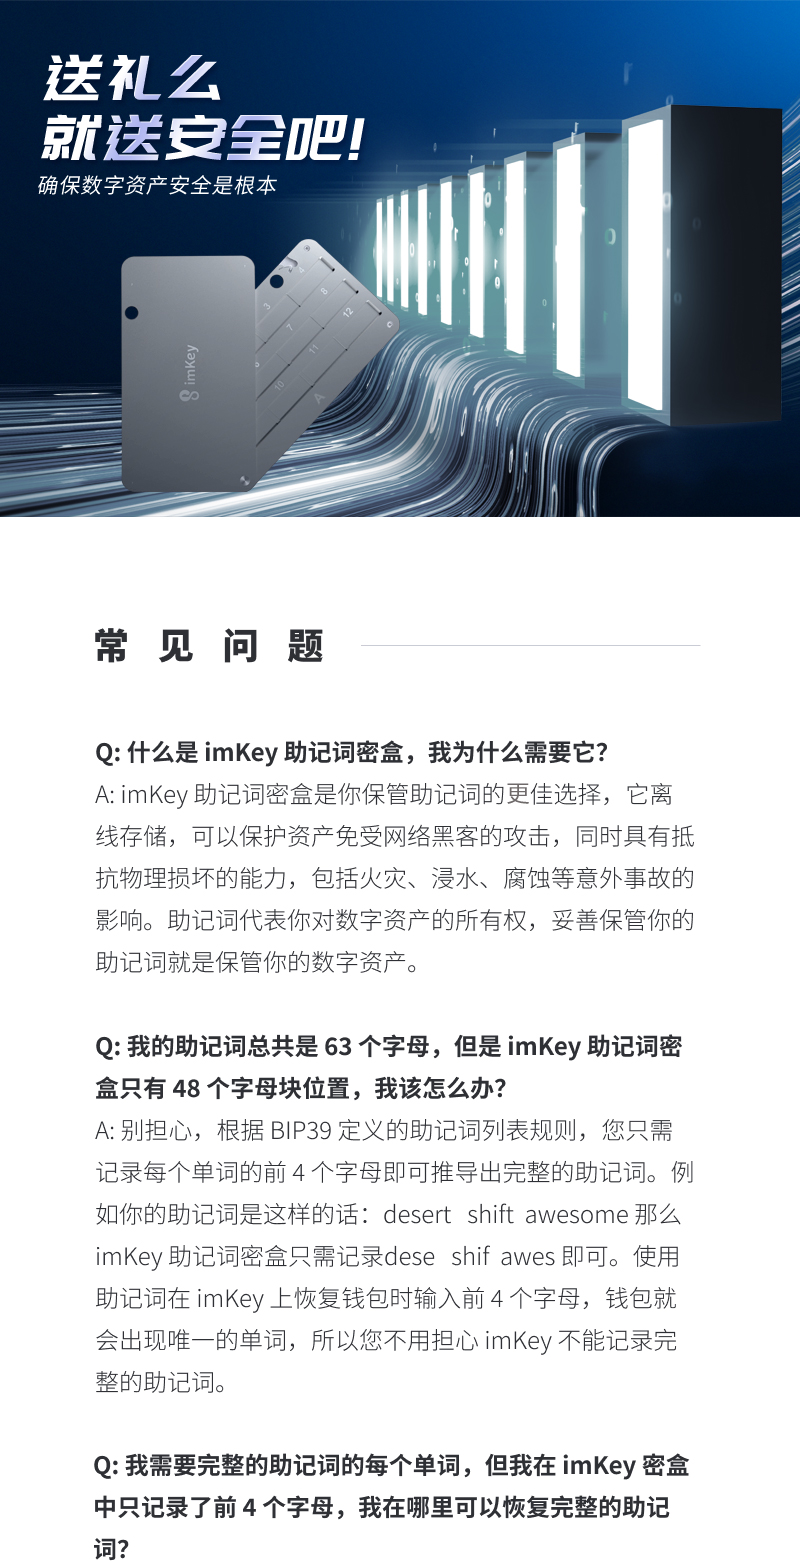 送礼么
就送安全吧!
确保数字资产安全是根本
imKey
4
3
8
7
12
11
10
A
常见问题
Q: 什么是 imKey 助记词密盒，我为什么需要它？
A: imKey 助记词密盒是你保管助记词的更佳选择，它离
线存储，可以保护资产免受网络黑客的攻击，同时具有抵
抗物理损坏的能力，包括火灾、浸水、腐蚀等意外事故的
影响。助记词代表你对数字资产的所有权，妥善保管你的
助记词就是保管你的数字资产。
Q: 我的助记词总共是 63 个字母，但是 imKey 助记词密
盒只有 48 个字母块位置，我该怎么办？
A: 别担心，根据 BIP39 定义的助记词列表规则，您只需
记录每个单词的前 4 个字母即可推导出完整的助记词。例
如你的助记词是这样的话：desert shift awesome 那么
imKey 助记词密盒只需记录dese shif awes 即可。使用
助记词在 imKey 上恢复钱包时输入前 4 个字母，钱包就
会出现唯一的单词，所以您不用担心 imKey 不能记录完
整的助记词。
Q: 我需要完整的助记词的每个单词，但我在 imKey 密盒
中只记录了前 4 个字母，我在哪里可以恢复完整的助记
词？